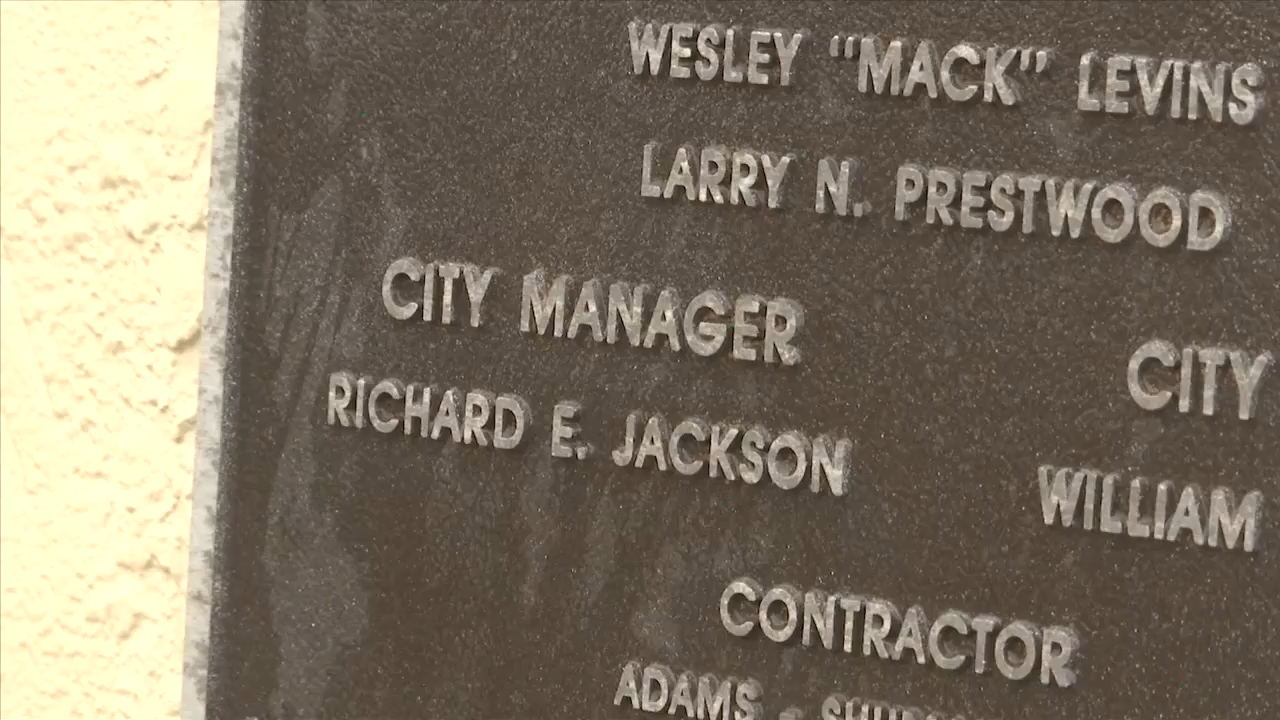 WESLEY "MACK" LEVINS
LARRY N. PRESTWOOD
CITY MANAGER
CITY
RICHARD E. JACKSON
WILLIAM
CONTRACTOR
ADAMS -